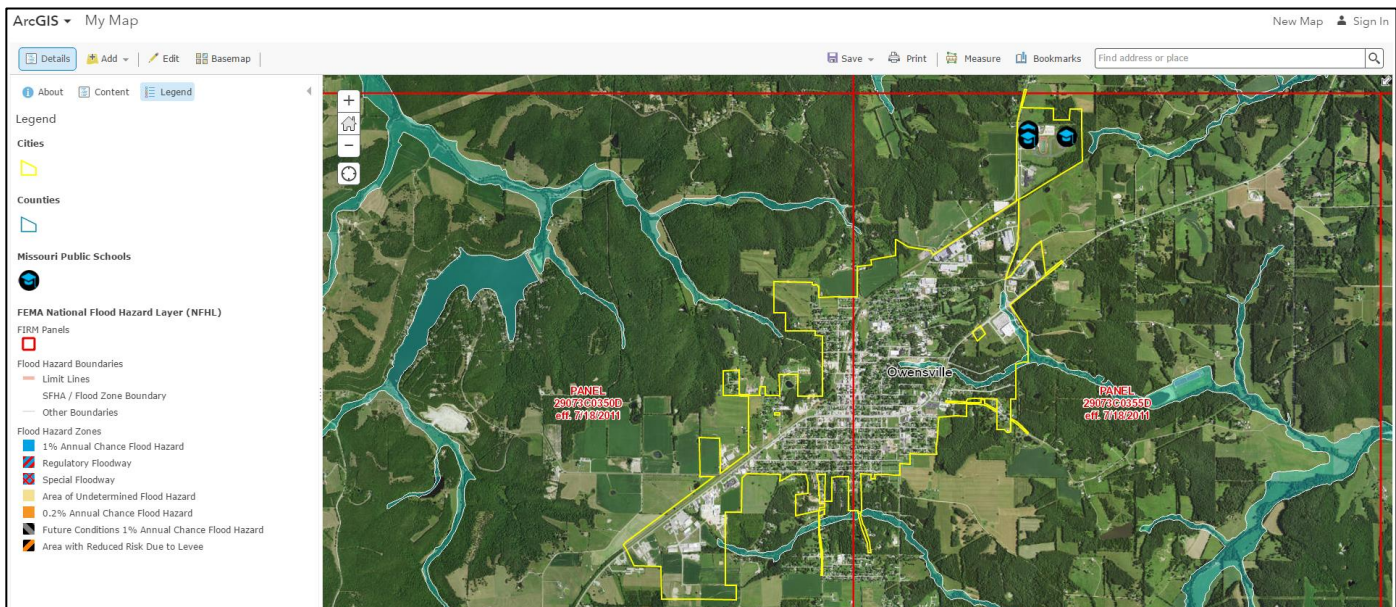 ArcGIS My Map
New Map Sign In
Details Add Edit Basemap
Save Print Measure Bookmarks Find address or place
About Content Legend
Legend
Cities
Counties
Missouri Public Schools
FEMA National Flood Hazard Layer (NFHL)
FIRM Panels
Flood Hazard Boundaries
Limit Lines
SFHA / Flood Zone Boundary
Other Boundaries
Flood Hazard Zones
1% Annual Chance Flood Hazard
Regulatory Floodway
Special Floodway
Area of Undetermined Flood Hazard
0.2% Annual Chance Flood Hazard
Future Conditions 1% Annual Chance Flood Hazard
Area with Reduced Risk Due to Levee
Owensville
PANEL
29073C0350D
eff. 7/18/2011
PANEL
29073C0355D
eff. 7/18/2011